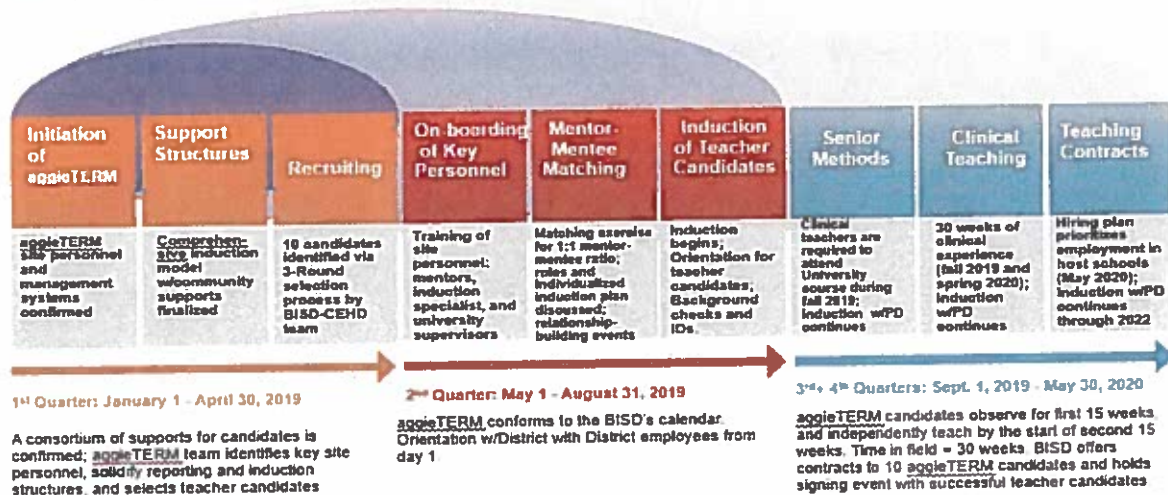 Initiation
of
aggieTERM
Support
Structures
Recruiting
On-boarding
of Key
Personnel
Mentor-
Mentee
Matching
Induction
of Teacher
Candidates
Senior
Methods
Clinical
Teaching
Teaching
Contracts
aggieTERM
site personnel
and
management
systems
confirmed
Comprehen-
sive induction
model
w/community
supports
finalized
10 candidates
identified via
3-Round
selection
process by
BISD-CEHD
team
Training of
site
personnel:
mentors,
induction
specialist, and
university
supervisors
Matching exercise
for 1:1 mentor-
mentee ratio;
roles and
individualized
induction plan
discussed;
relationship-
building events
Induction
begins;
Orientation for
teacher
candidates;
Background
checks and
IDs.
Clinical
teachers are
required to
attend
University
course during
fall 2019;
induction w/PD
continues
30 weeks of
clinical
experience
(fall 2019 and
spring 2020);
induction
w/PD
continues
Hiring plan
prioritizes
employment in
host schools
(May 2020);
induction w/PD
continues
through 2022
1st Quarter: January 1 - April 30, 2019
A consortium of supports for candidates is
confirmed; aggieTERM team identifies key site
personnel, solidify reporting and induction
structures, and selects teacher candidates
2nd Quarter: May 1 - August 31, 2019
aggieTERM conforms to the BISD's calendar.
Orientation w/District with District employees from
day 1
3rd+ 4th Quarters: Sept. 1, 2019 - May 30, 2020
aggieTERM candidates observe for first 15 weeks
and independently teach by the start of second 15
weeks. Time in field = 30 weeks. BISD offers
contracts to 10 aggieTERM candidates and holds
signing event with successful teacher candidates